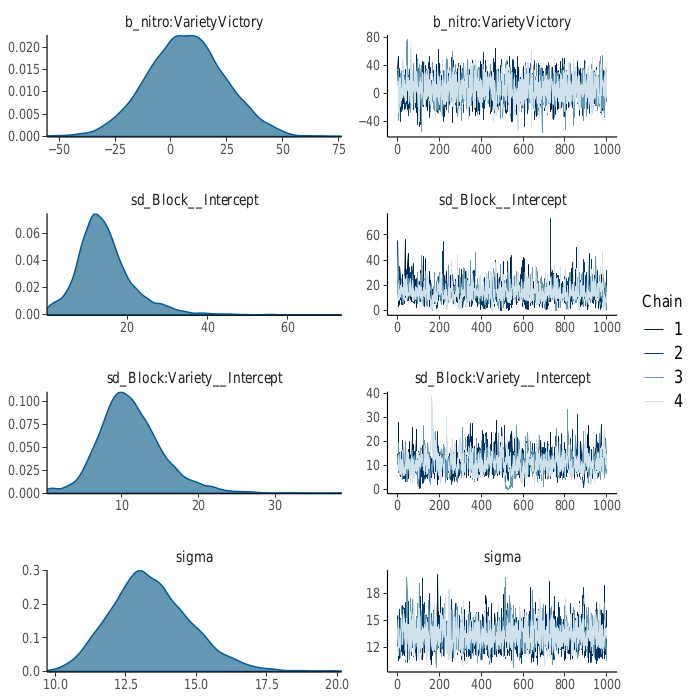 b_nitro:VarietyVictory
0.020
0.015
0.010
0.005
0.000
−50 −25 0 25 50 75
b_nitro:VarietyVictory
80
40
0
−40
0 200 400 600 800 1000
sd_Block__Intercept
0.06
0.04
0.02
0.00
20 40 60
sd_Block__Intercept
60
40
20
0
0 200 400 600 800 1000
sd_Block:Variety__Intercept
0.100
0.075
0.050
0.025
0.000
10 20 30
sd_Block:Variety__Intercept
40
30
20
10
0
0 200 400 600 800 1000
sigma
0.3
0.2
0.1
0.0
10.0 12.5 15.0 17.5 20.0
sigma
18
15
12
0 200 400 600 800 1000
Chain
1
2
3
4